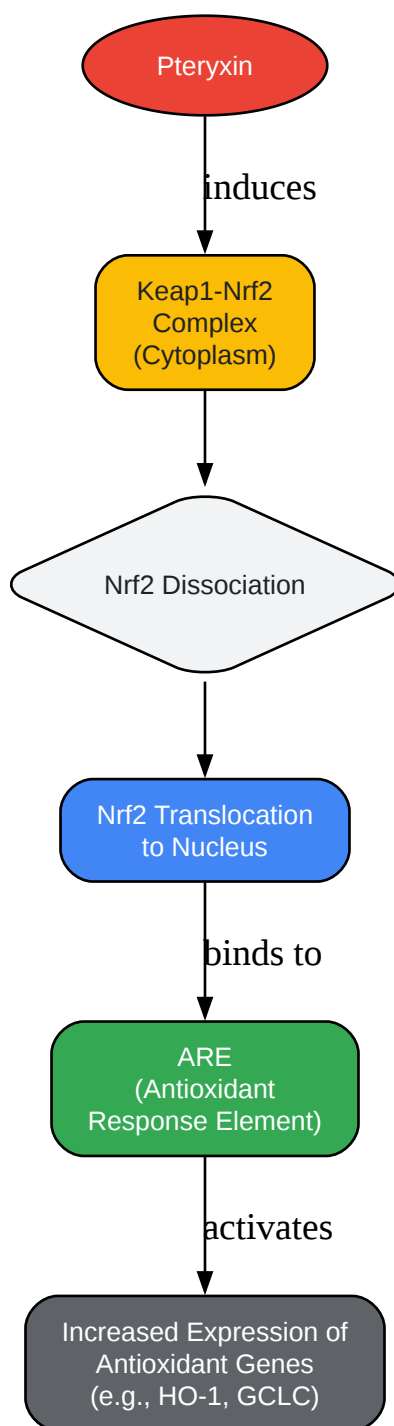 Pteryxin
induces
Keap1-Nrf2
Complex
(Cytoplasm)
Nrf2 Dissociation
Nrf2 Translocation
to Nucleus
binds to
ARE
(Antioxidant
Response Element)
activates
Increased Expression of
Antioxidant Genes
(e.g., HO-1, GCLC)